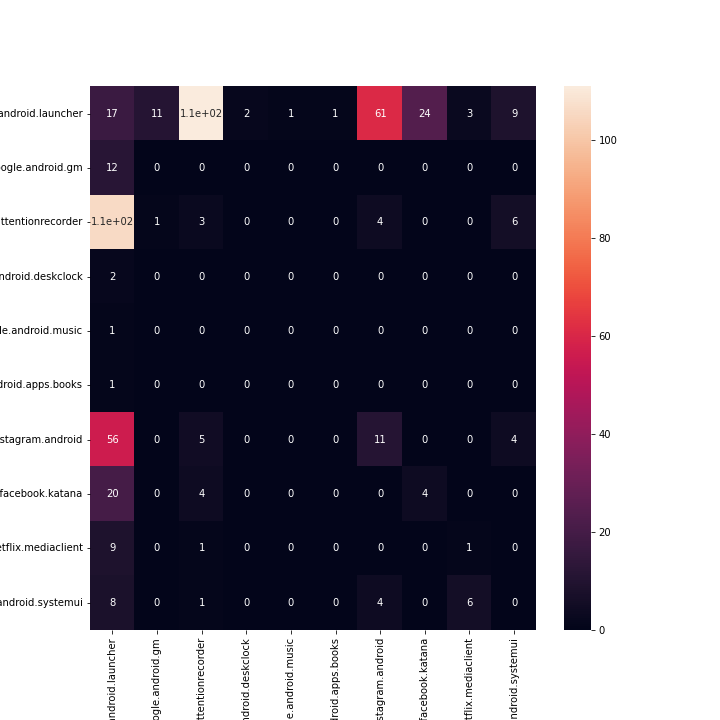 android.launcher 17 11 1.1e+02 2 1 1 61 24 3 9
ogle.android.gm 12 0 0 0 0 0 0 0 0 0
ttentionrecorder 1.1e+02 1 3 0 0 0 4 0 0 6
ndroid.deskclock 2 0 0 0 0 0 0 0 0 0
le.android.music 1 0 0 0 0 0 0 0 0 0
droid.apps.books 1 0 0 0 0 0 0 0 0 0
stagram.android 56 0 5 0 0 0 11 0 0 4
facebook.katana 20 0 4 0 0 0 0 4 0 0
etflix.mediaclient 9 0 1 0 0 0 0 0 1 0
android.systemui 8 0 1 0 0 0 4 0 6 0
android.launcher
ogle.android.gm
ttentionrecorder
ndroid.deskclock
e.android.music
droid.apps.books
stagram.android
facebook.katana
tflix.mediaclient
ndroid.systemui
100
80
60
40
20
0